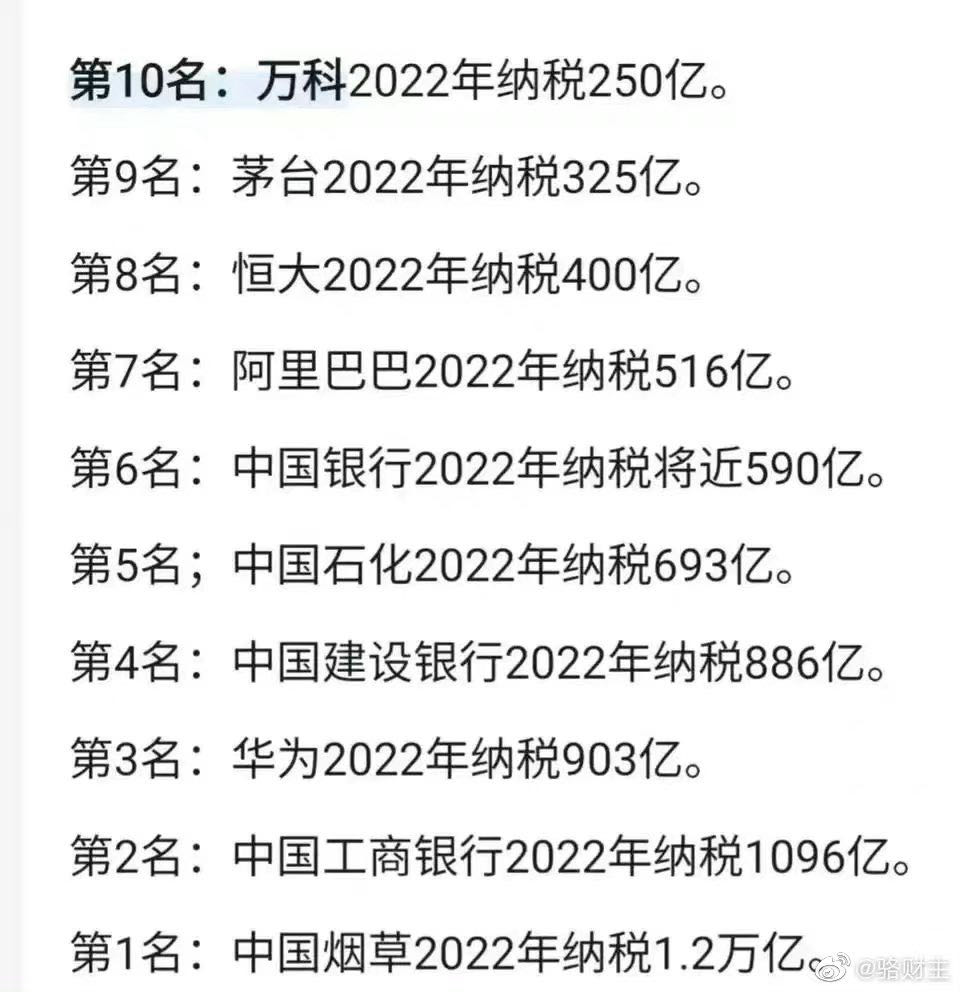 第10名：万科2022年纳税250亿。
第9名：茅台2022年纳税325亿。
第8名：恒大2022年纳税400亿。
第7名：阿里巴巴2022年纳税516亿。
第6名：中国银行2022年纳税将近590亿。
第5名；中国石化2022年纳税693亿。
第4名：中国建设银行2022年纳税886亿。
第3名：华为2022年纳税903亿。
第2名：中国工商银行2022年纳税1096亿。
第1名：中国烟草2022年纳税1.2万亿。
@骆财主